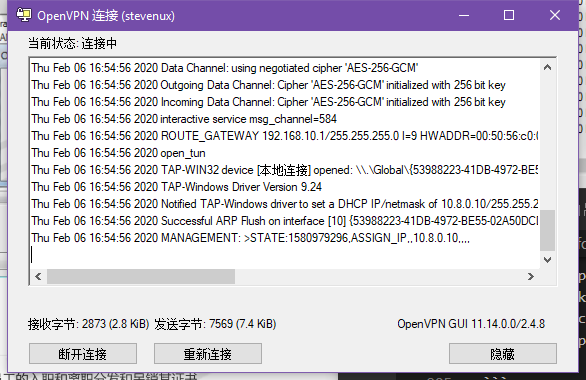 OpenVPN 连接 (stevenux)
当前状态: 连接中
Thu Feb 06 16:54:56 2020 Data Channel: using negotiated cipher 'AES-256-GCM'
Thu Feb 06 16:54:56 2020 Outgoing Data Channel: Cipher 'AES-256-GCM' initialized with 256 bit key
Thu Feb 06 16:54:56 2020 Incoming Data Channel: Cipher 'AES-256-GCM' initialized with 256 bit key
Thu Feb 06 16:54:56 2020 interactive service msg_channel=584
Thu Feb 06 16:54:56 2020 ROUTE_GATEWAY 192.168.10.1/255.255.255.0 I=9 HWADDR=00:50:56:c0:0
Thu Feb 06 16:54:56 2020 open_tun
Thu Feb 06 16:54:56 2020 TAP-WIN32 device [本地连接] opened: \\.\Global\{53988223-41DB-4972-BE5
Thu Feb 06 16:54:56 2020 TAP-Windows Driver Version 9.24
Thu Feb 06 16:54:56 2020 Notified TAP-Windows driver to set a DHCP IP/netmask of 10.8.0.10/255.255
Thu Feb 06 16:54:56 2020 Successful ARP Flush on interface [10] {53988223-41DB-4972-BE55-02A50DC
Thu Feb 06 16:54:56 2020 MANAGEMENT: >STATE:1580979296,ASSIGN_IP,,10.8.0.10,,,,
接收字节: 2873 (2.8 KiB) 发送字节: 7569 (7.4 KiB) OpenVPN GUI 11.14.0.0/2.4.8
断开连接 重新连接 隐藏